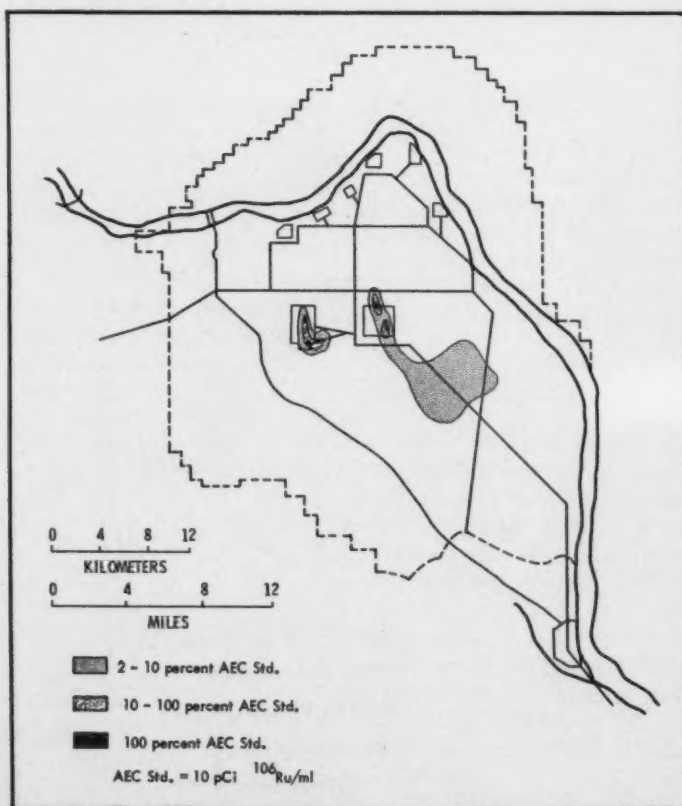 0 4 8 12
KILOMETERS
0 4 8 12
MILES
2 - 10 percent AEC Std.
10 - 100 percent AEC Std.
100 percent AEC Std.
AEC Std. = 10 pCi ¹⁰⁶Ru/ml